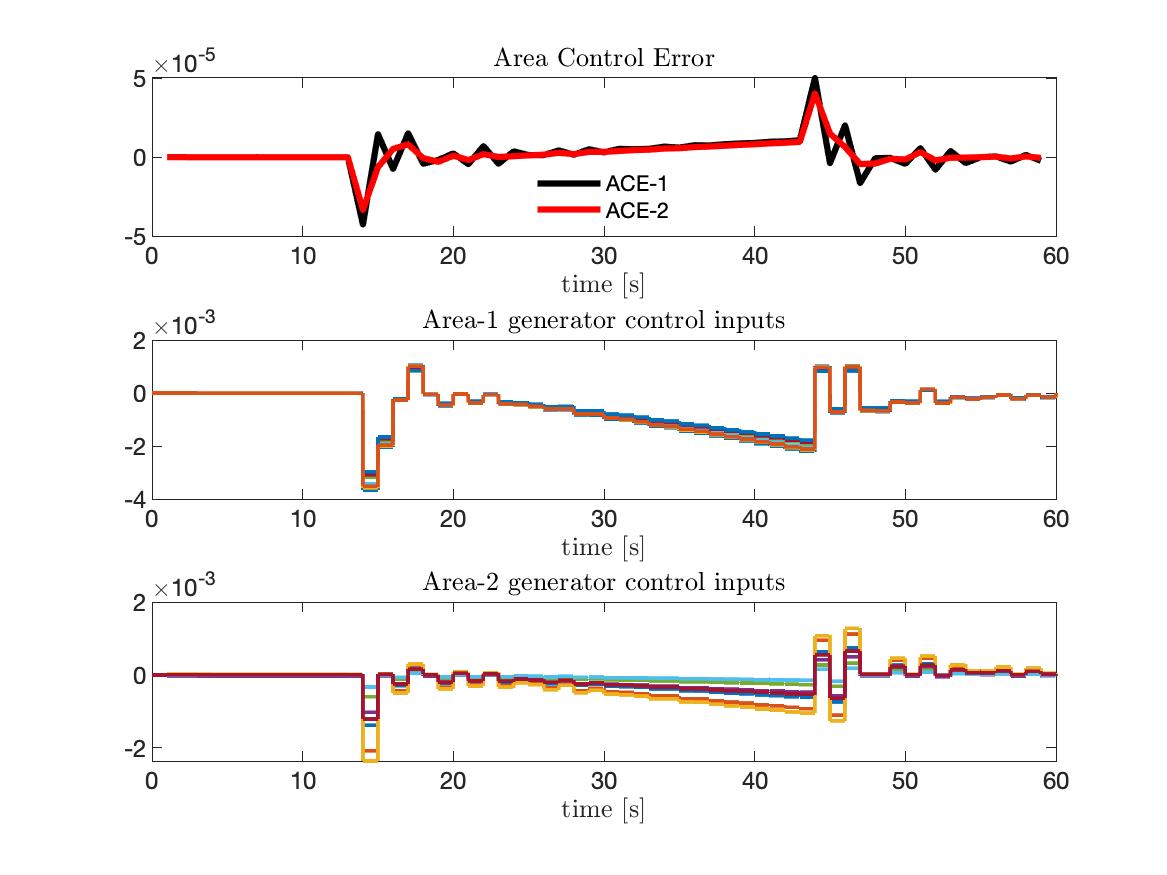 ×10-5
Area Control Error
5
0
-5
ACE-1
ACE-2
0 10 20 30 40 50 60
time [s]
×10-3
Area-1 generator control inputs
2
0
-2
-4
0 10 20 30 40 50 60
time [s]
×10-3
Area-2 generator control inputs
2
0
-2
0 10 20 30 40 50 60
time [s]